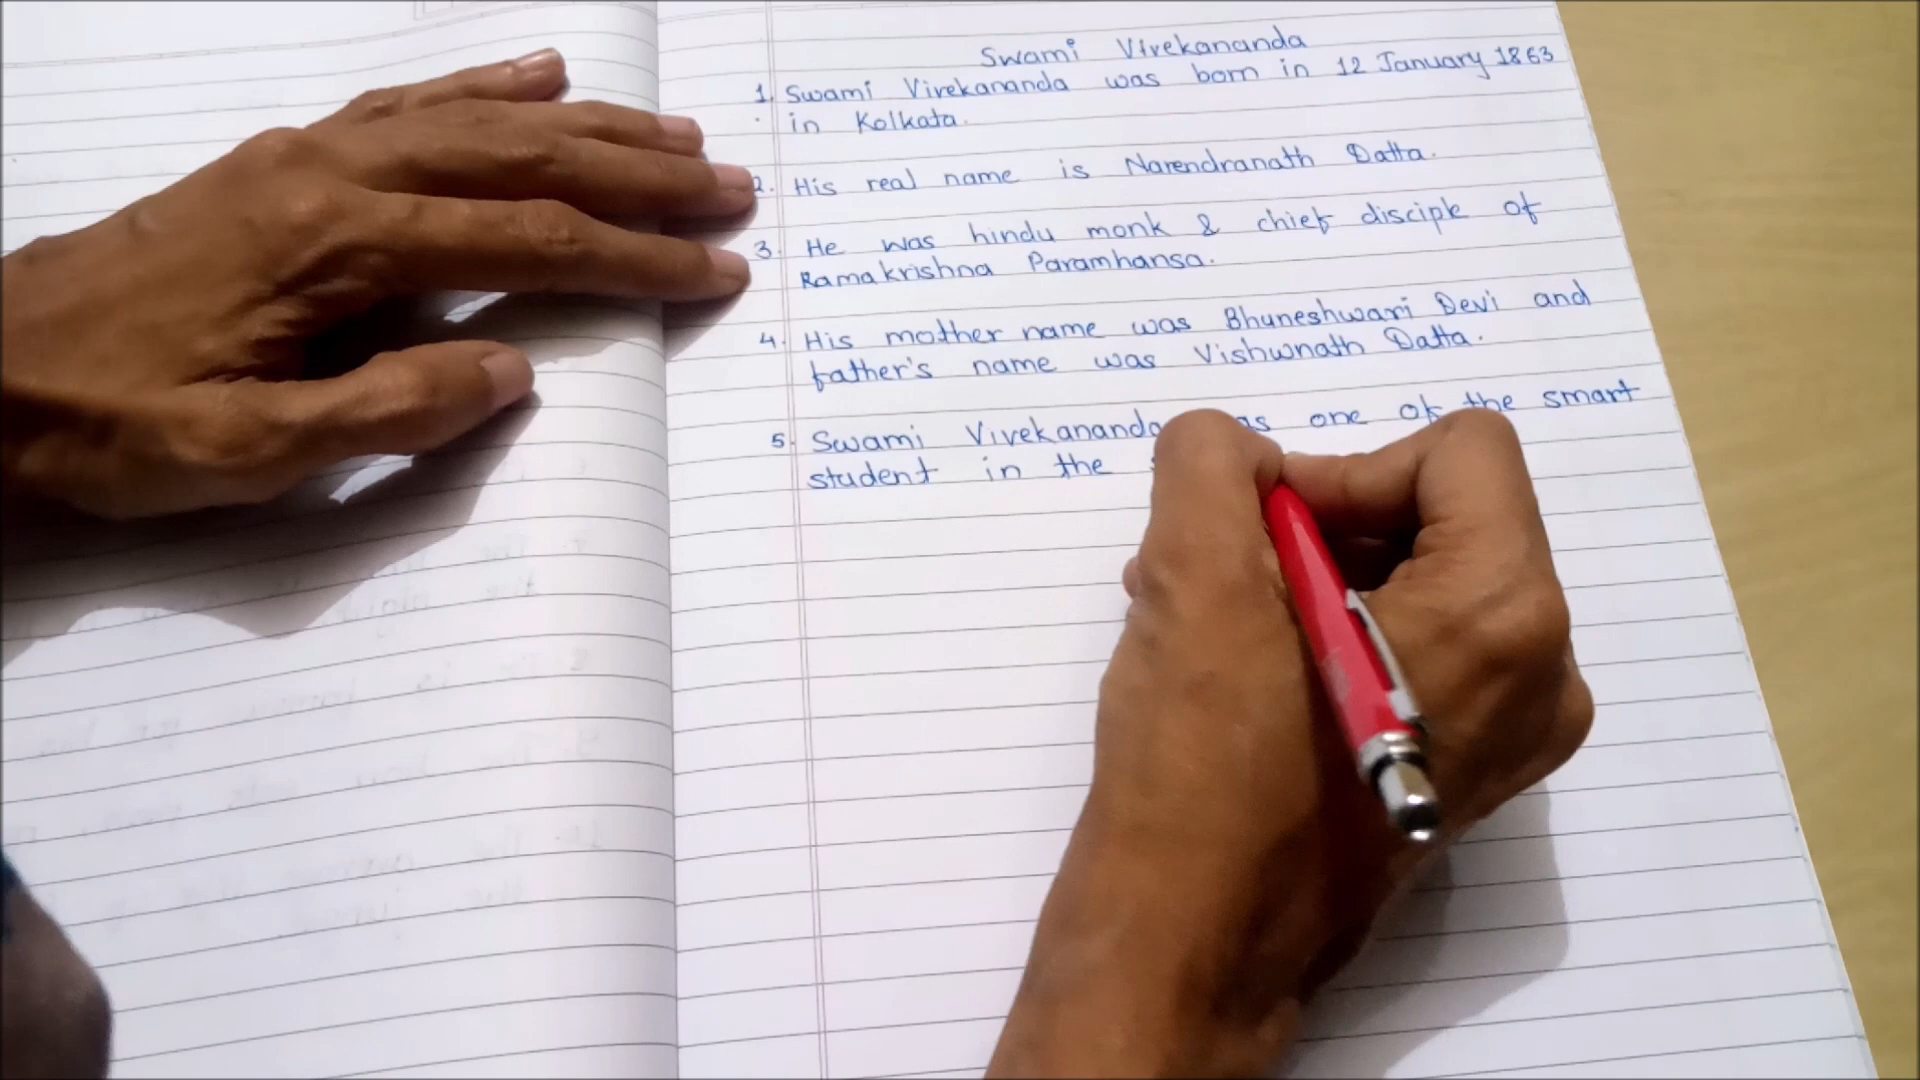 Swami Vivekananda
1. Swami Vivekananda was born in 12 January 1863
in Kolkata.
2. His real name is Narendranath Datta.
3. He was hindu monk & chief disciple of
Ramakrishna Paramhansa.
4. His mother name was Bhuneshwari Devi and
father's name was Vishwnath Datta.
5. Swami Vivekananda one of the smart
student in the